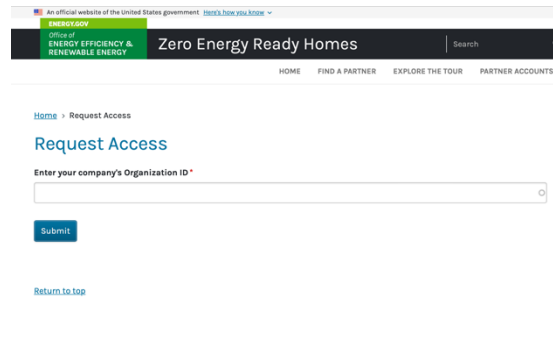 An official website of the United States government Here's how you know
ENERGY.GOV
Office of
ENERGY EFFICIENCY &
RENEWABLE ENERGY
Zero Energy Ready Homes
Search
HOME FIND A PARTNER EXPLORE THE TOUR PARTNER ACCOUNTS
Home › Request Access
Request Access
Enter your company's Organization ID*
Submit
Return to top